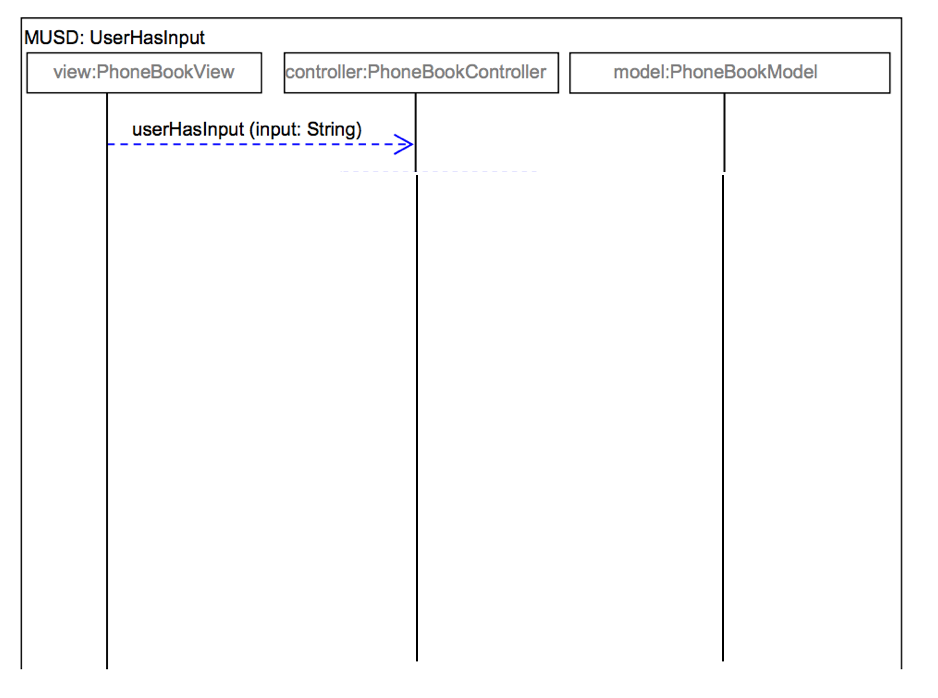 MUSD: UserHasInput
view:PhoneBookView
controller:PhoneBookController
model:PhoneBookModel
userHasInput (input: String)